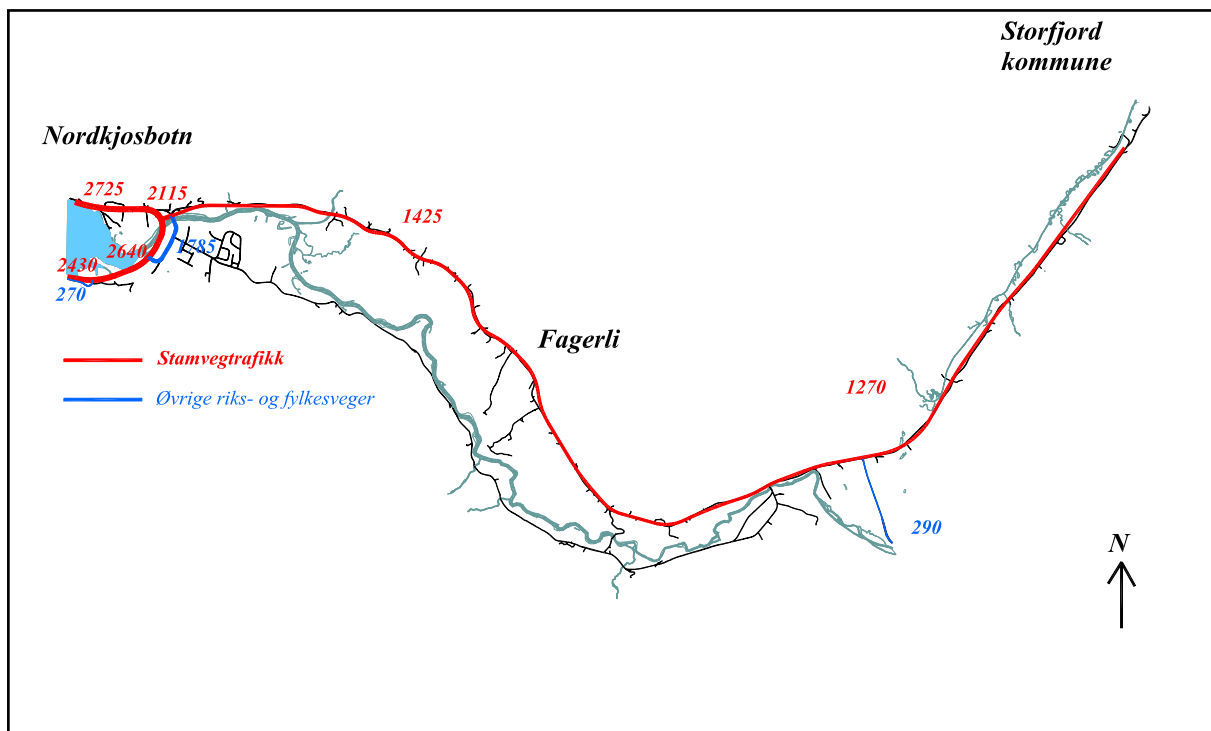 Storfjord
kommune
Nordkjosbotn
2725
2115
1425
1785
2640
2430
270
Fagerli
Stamvegtrafikk
Øvrige riks- og fylkesveger
1270
290
N